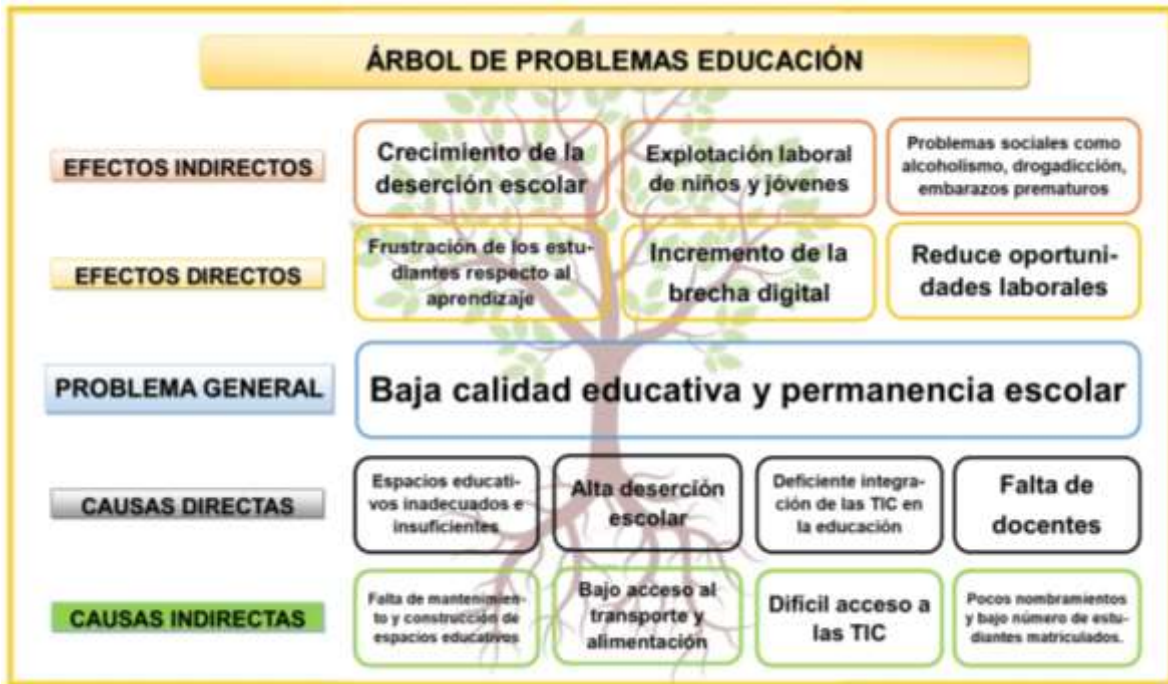 ÁRBOL DE PROBLEMAS EDUCACIÓN
EFECTOS INDIRECTOS
Crecimiento de la
deserción escolar
Explotación laboral
de niños y jóvenes
Problemas sociales como
alcoholismo, drogadicción,
embarazos prematuros
EFECTOS DIRECTOS
Frustración de los estu-
diantes respecto al
aprendizaje
Incremento de la
brecha digital
Reduce oportuni-
dades laborales
PROBLEMA GENERAL
Baja calidad educativa y permanencia escolar
CAUSAS DIRECTAS
Espacios educati-
vos inadecuados e
insuficientes
Alta deserción
escolar
Deficiente integra-
ción de las TIC en
la educación
Falta de
docentes
CAUSAS INDIRECTAS
Falta de mantenimien-
to y construcción de
espacios educativos
Bajo acceso al
transporte y
alimentación
Difícil acceso a
las TIC
Pocos nombramientos
y bajo número de estu-
diantes matriculados.